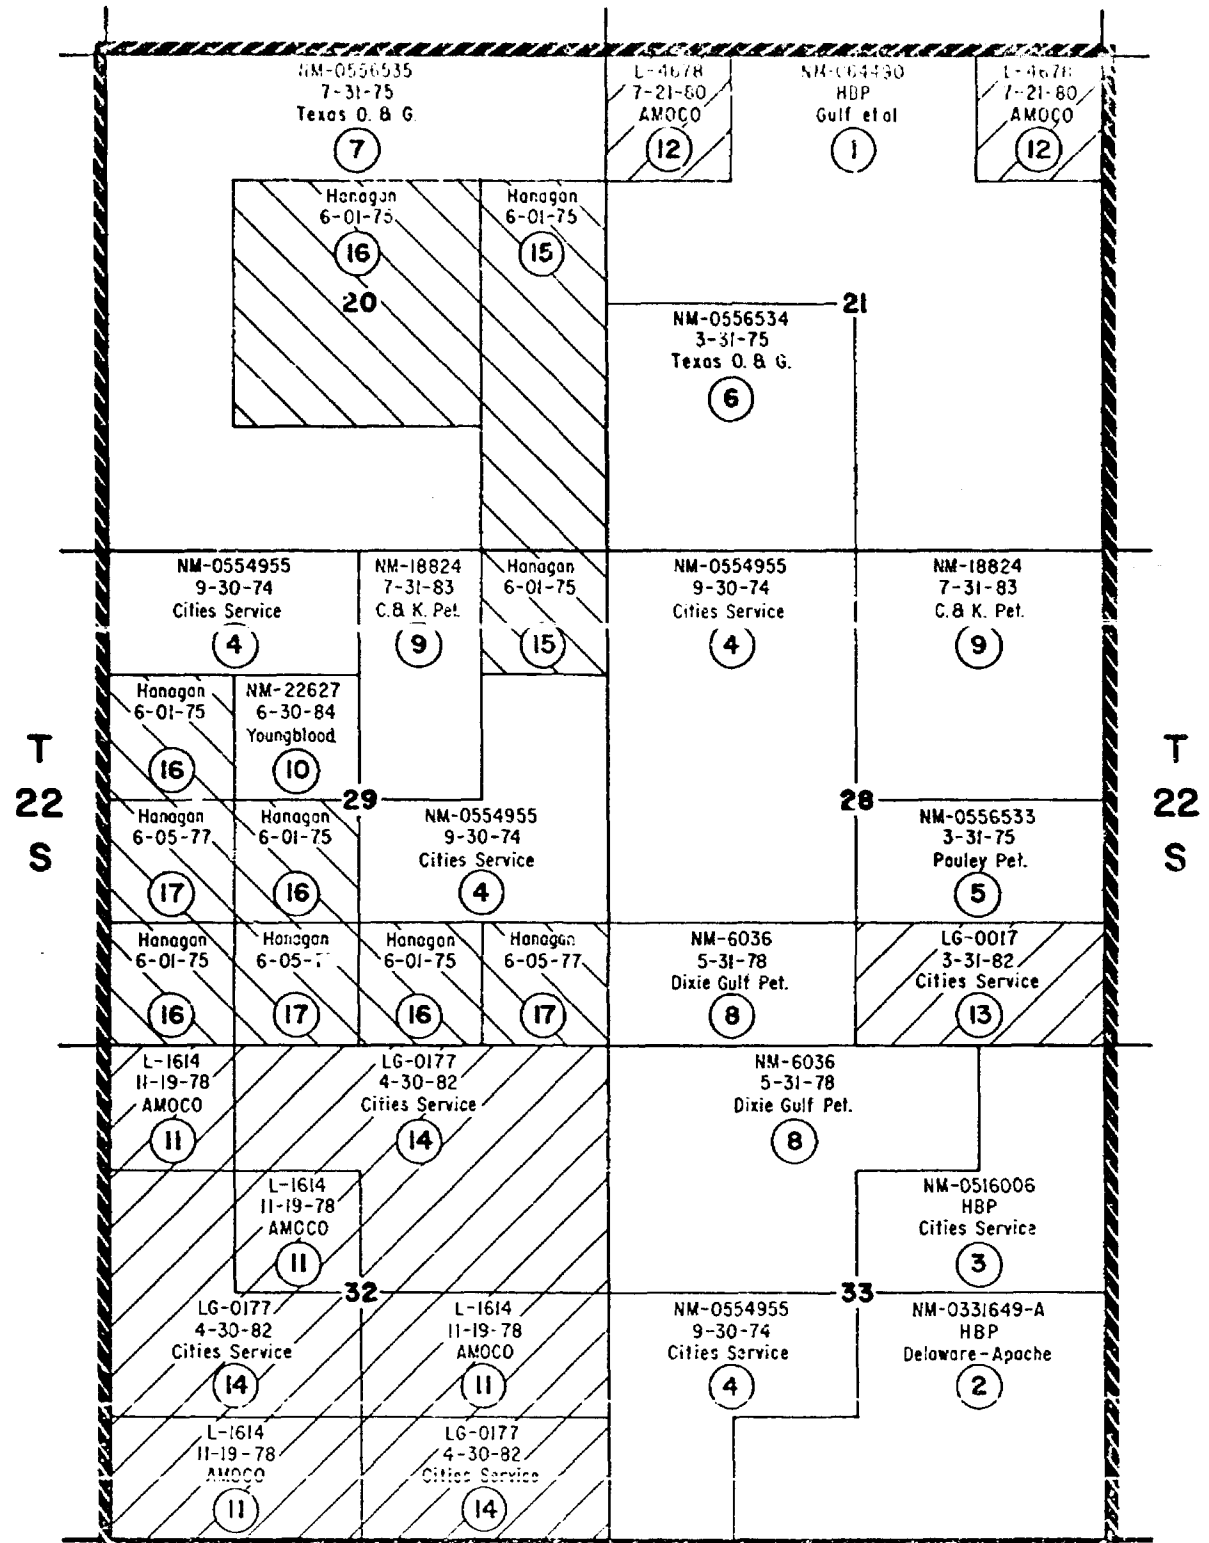 NM-0556535
7-31-75
Texas O. & G.
7
L-4678
7-21-80
AMOCO
12
NM-064490
HBP
Gulf et al
1
L-4678
7-21-80
AMOCO
12
Hanagan
6-01-75
16
20
Hanagan
6-01-75
15
21
NM-0556534
3-31-75
Texas O. & G.
6
NM-0554955
9-30-74
Cities Service
4
NM-18824
7-31-83
C. & K. Pet.
9
Hanagan
6-01-75
15
NM-0554955
9-30-74
Cities Service
4
NM-18824
7-31-83
C. & K. Pet.
9
Hanagan
6-01-75
16
NM-22627
6-30-84
Youngblood
10
T
22
S
29
28
T
22
S
Hanagan
6-05-77
17
Hanagan
6-01-75
16
NM-0554955
9-30-74
Cities Service
4
NM-0556533
3-31-75
Pauley Pet.
5
Hanagan
6-01-75
16
Hanagan
6-05-
17
Hanagan
6-01-75
16
Hanagan
6-05-77
17
NM-6036
5-31-78
Dixie Gulf Pet.
8
LG-0017
3-31-82
Cities Service
13
L-1614
11-19-78
AMOCO
11
LG-0177
4-30-82
Cities Service
14
NM-6036
5-31-78
Dixie Gulf Pet.
8
L-1614
11-19-78
AMOCO
11
NM-0516006
HBP
Cities Service
3
32
33
LG-0177
4-30-82
Cities Service
14
L-1614
11-19-78
AMOCO
11
NM-0554955
9-30-74
Cities Service
4
NM-0331649-A
HBP
Delaware-Apache
2
L-1614
11-19-78
AMOCO
11
LG-0177
4-30-82
Cities Service
14